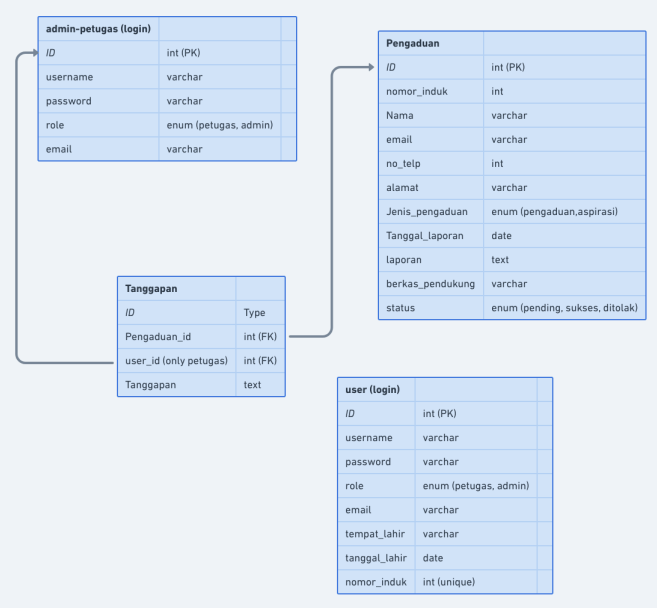 admin-petugas (login)
ID int (PK)
username varchar
password varchar
role enum (petugas, admin)
email varchar
Pengaduan
ID int (PK)
nomor_induk int
Nama varchar
email varchar
no_telp int
alamat varchar
Jenis_pengaduan enum (pengaduan,aspirasi)
Tanggal_laporan date
laporan text
berkas_pendukung varchar
status enum (pending, sukses, ditolak)
Tanggapan
ID Type
Pengaduan_id int (FK)
user_id (only petugas) int (FK)
Tanggapan text
user (login)
ID int (PK)
username varchar
password varchar
role enum (petugas, admin)
email varchar
tempat_lahir varchar
tanggal_lahir date
nomor_induk int (unique)